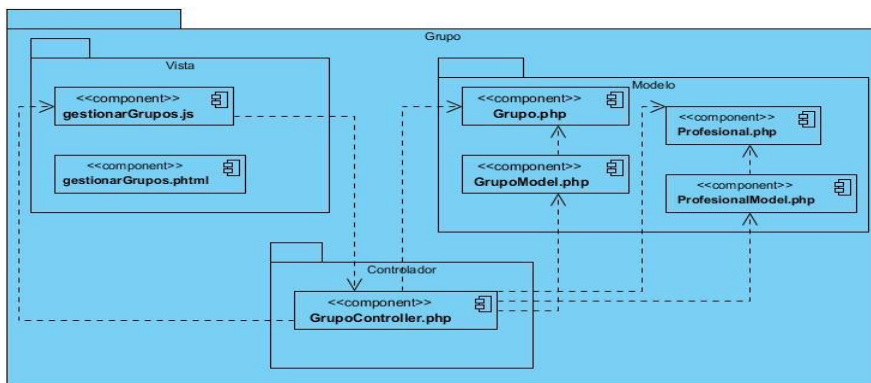 Grupo
Vista
<<component>>
gestionarGrupos.js
<<component>>
gestionarGrupos.phtml
Modelo
<<component>>
Grupo.php
<<component>>
Profesional.php
<<component>>
GrupoModel.php
<<component>>
ProfesionalModel.php
Controlador
<<component>>
GrupoController.php